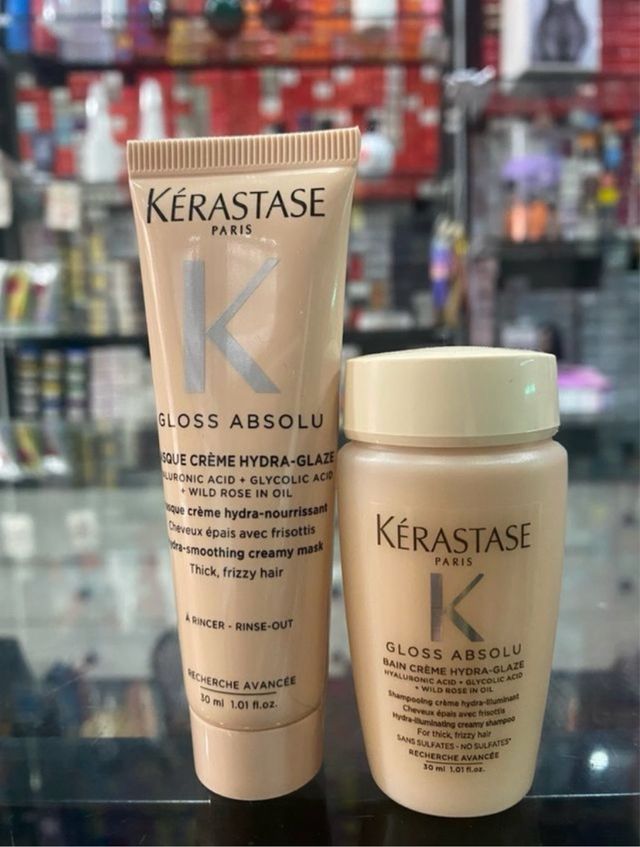 KÉRASTASE
PARIS
K
GLOSS ABSOLU
SQUE CRÈME HYDRA-GLAZE
LURONIC ACID + GLYCOLIC ACID
+ WILD ROSE IN OIL
sque crème hydra-nourrissant
Cheveux épais avec frisottis
dra-smoothing creamy mask
Thick, frizzy hair
À RINCER - RINSE-OUT
RECHERCHE AVANCÉE
30 ml 1.01 fl.oz.
KÉRASTASE
PARIS
K
GLOSS ABSOLU
BAIN CRÈME HYDRA-GLAZE
HYALURONIC ACID + GLYCOLIC ACID
+ WILD ROSE IN OIL
Shampooing crème hydra-illuminant
Cheveux épais avec frisottis
Hydra-illuminating creamy shampoo
For thick, frizzy hair
SANS SULFATES - NO SULFATES*
RECHERCHE AVANCÉE
30 ml 1.01 fl.oz.